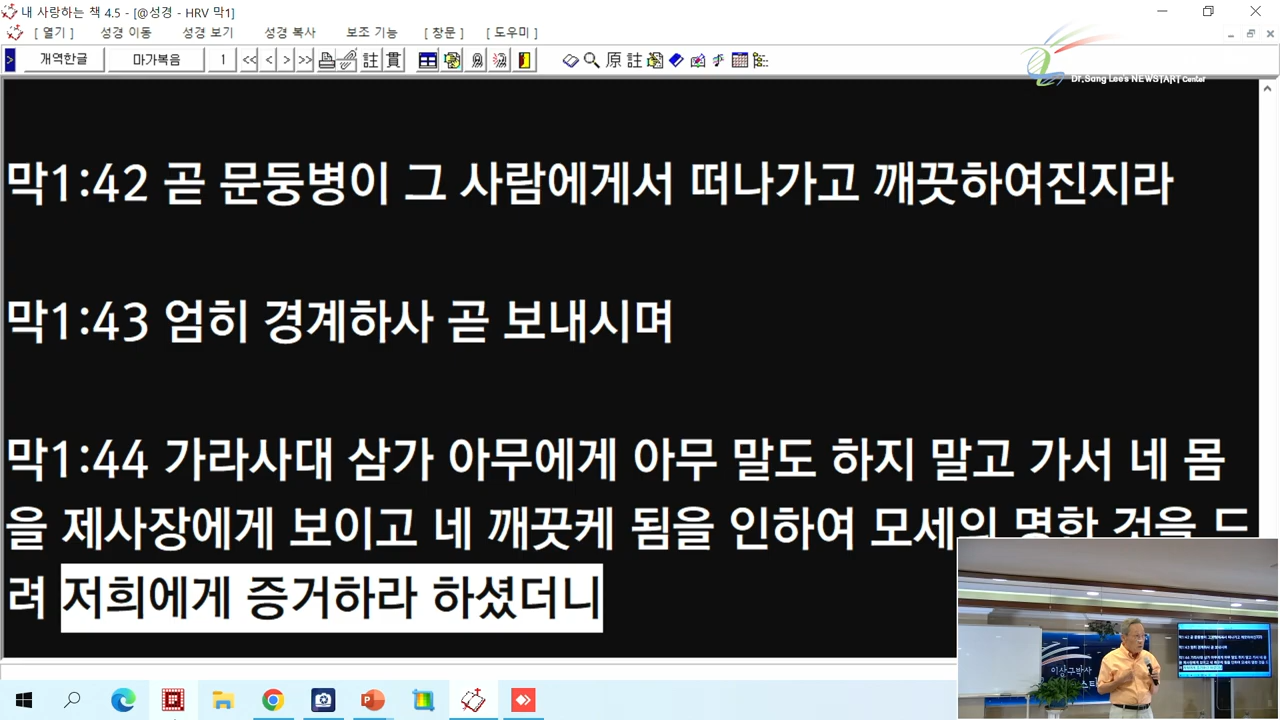 내 사랑하는 책 4.5 - [@성경 - HRV 막1]
[ 열기 ] 성경 이동 성경 보기 성경 복사 보조 기능 [ 창문 ] [ 도우미 ]
개역한글 마가복음 1 << < > >> 註 貫 原 註
Dr.Sang Lee's NEWSTART Center
막1:42 곧 문둥병이 그 사람에게서 떠나가고 깨끗하여진지라
막1:43 엄히 경계하사 곧 보내시며
막1:44 가라사대 삼가 아무에게 아무 말도 하지 말고 가서 네 몸
을 제사장에게 보이고 네 깨끗케 됨을 인하여 모세의 명한 것을 드
려 저희에게 증거하라 하셨더니
이상구박사